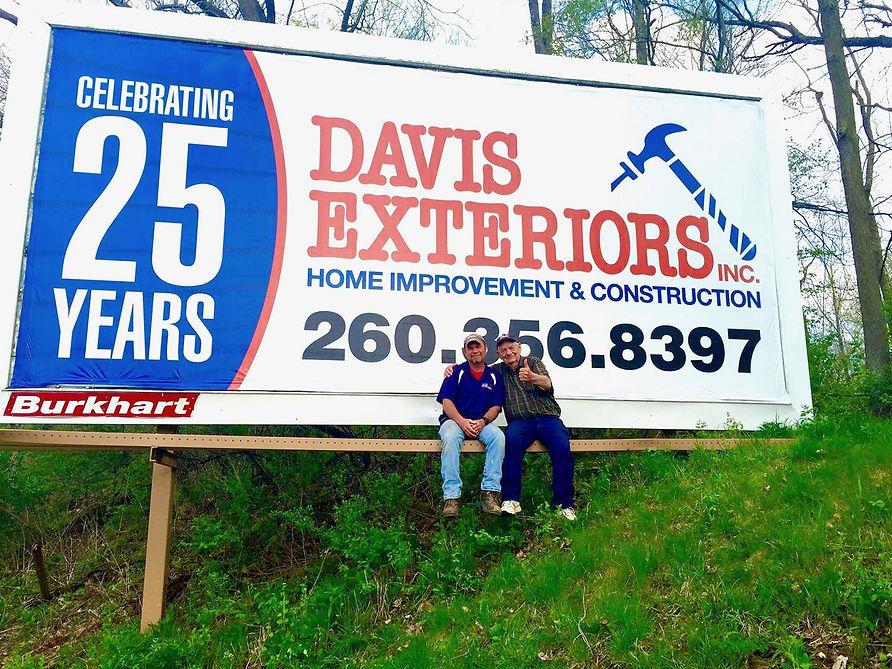 CELEBRATING
25
YEARS
DAVIS
EXTERIORS INC.
HOME IMPROVEMENT & CONSTRUCTION
260.356.8397
Burkhart